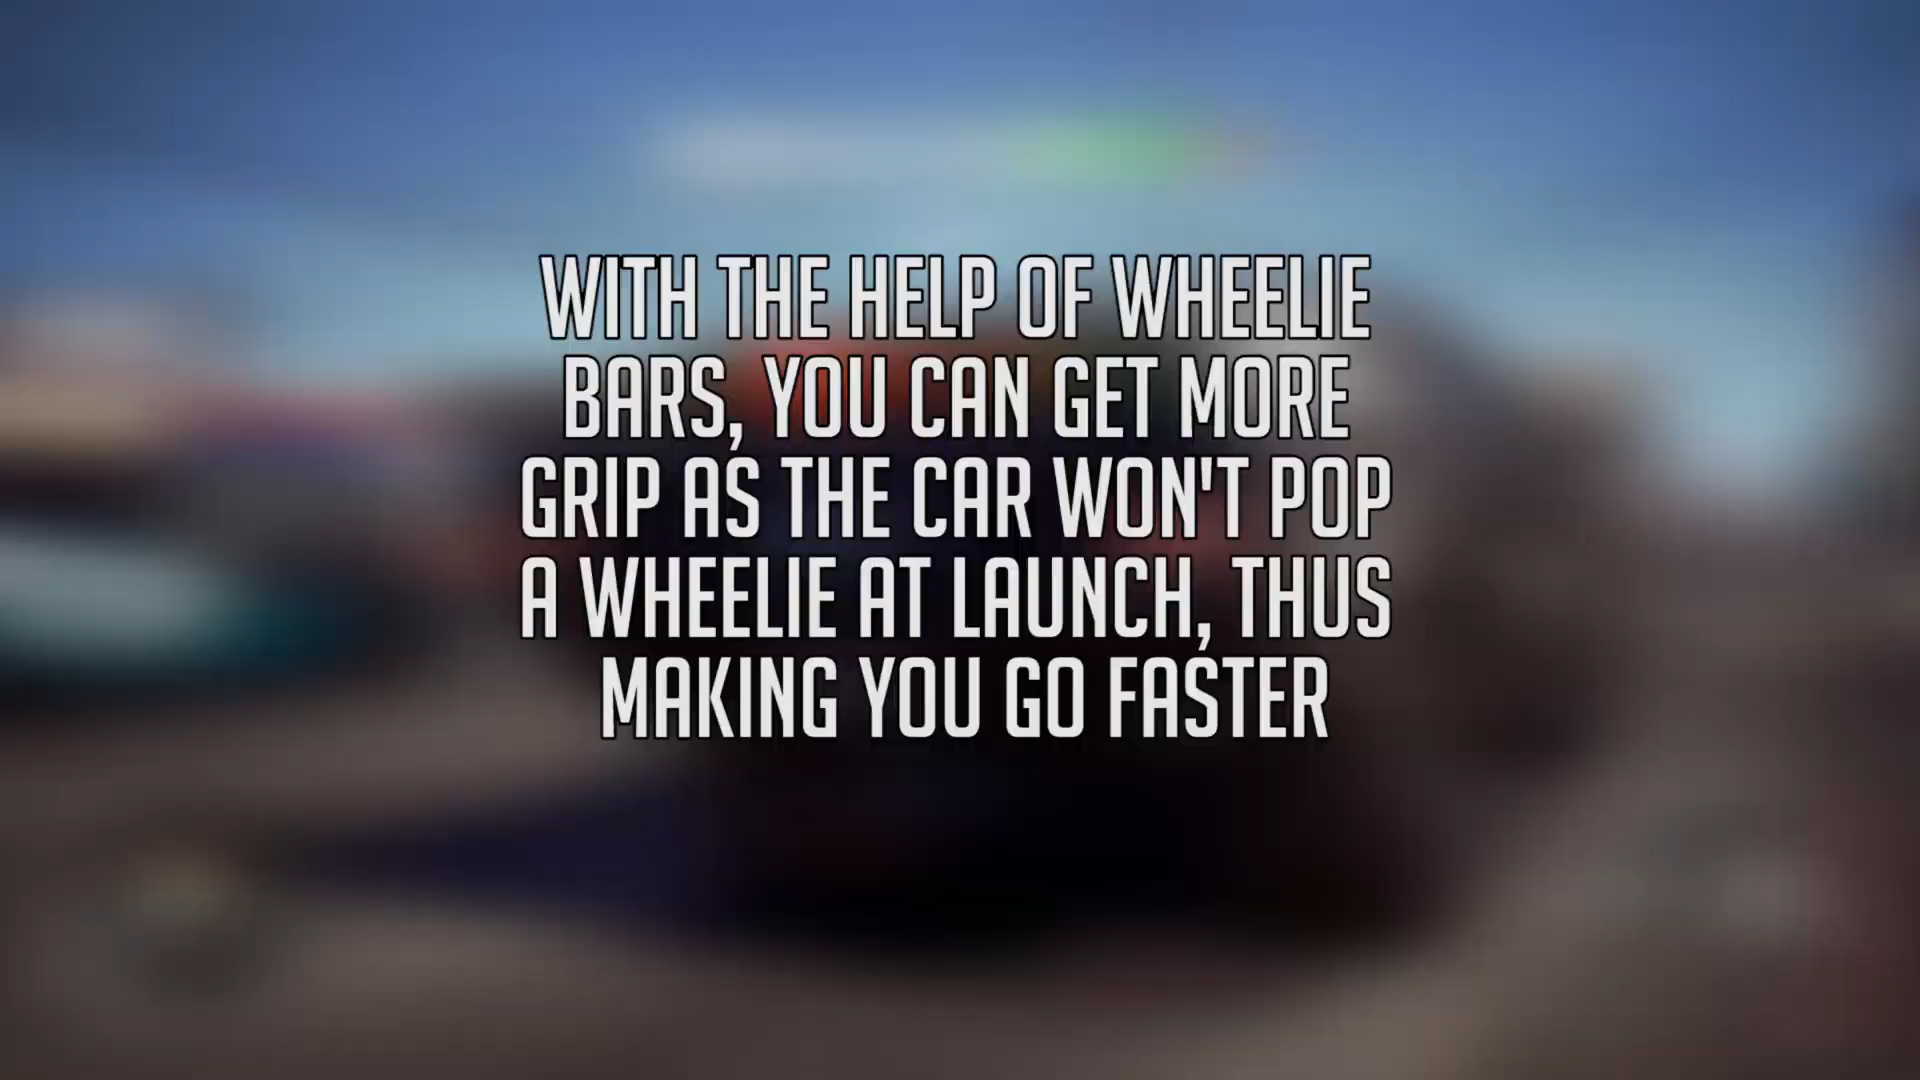 WITH THE HELP OF WHEELIE
BARS, YOU CAN GET MORE
GRIP AS THE CAR WON'T POP
A WHEELIE AT LAUNCH, THUS
MAKING YOU GO FASTER